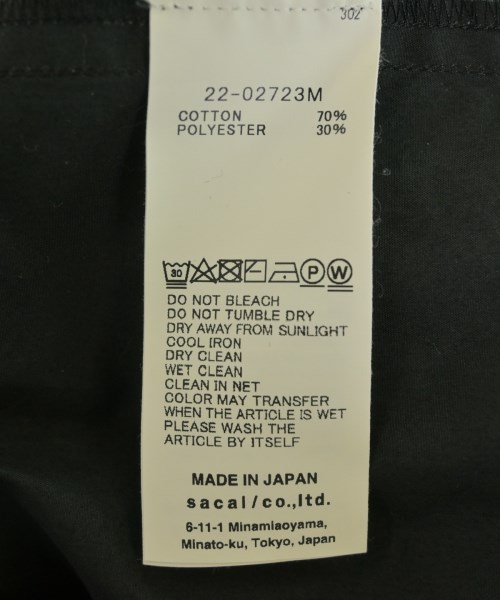 302
22-02723M
COTTON 70%
POLYESTER 30%
30 P W
DO NOT BLEACH
DO NOT TUMBLE DRY
DRY AWAY FROM SUNLIGHT
COOL IRON
DRY CLEAN
WET CLEAN
CLEAN IN NET
COLOR MAY TRANSFER
WHEN THE ARTICLE IS WET
PLEASE WASH THE
ARTICLE BY ITSELF
MADE IN JAPAN
sacai/co.,ltd.
6-11-1 Minamiaoyama,
Minato-ku, Tokyo, Japan